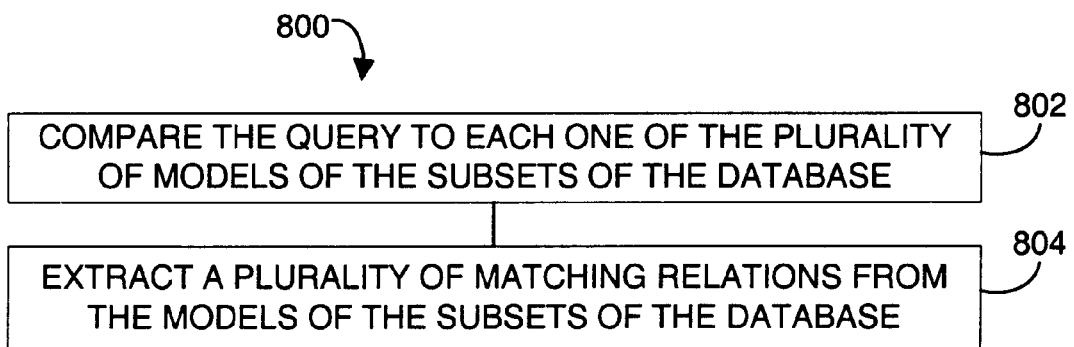 800
802
COMPARE THE QUERY TO EACH ONE OF THE PLURALITY
OF MODELS OF THE SUBSETS OF THE DATABASE
804
EXTRACT A PLURALITY OF MATCHING RELATIONS FROM
THE MODELS OF THE SUBSETS OF THE DATABASE